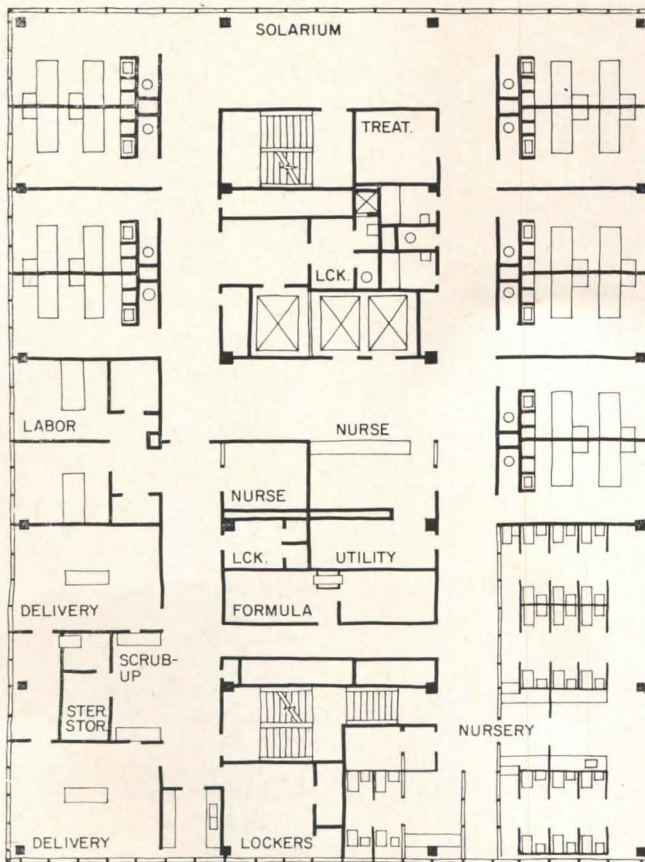 SOLARIUM
TREAT.
LCK.
LABOR
NURSE
NURSE
LCK.
UTILITY
DELIVERY
FORMULA
SCRUB-
UP
STER.
STOR.
NURSERY
DELIVERY
LOCKERS